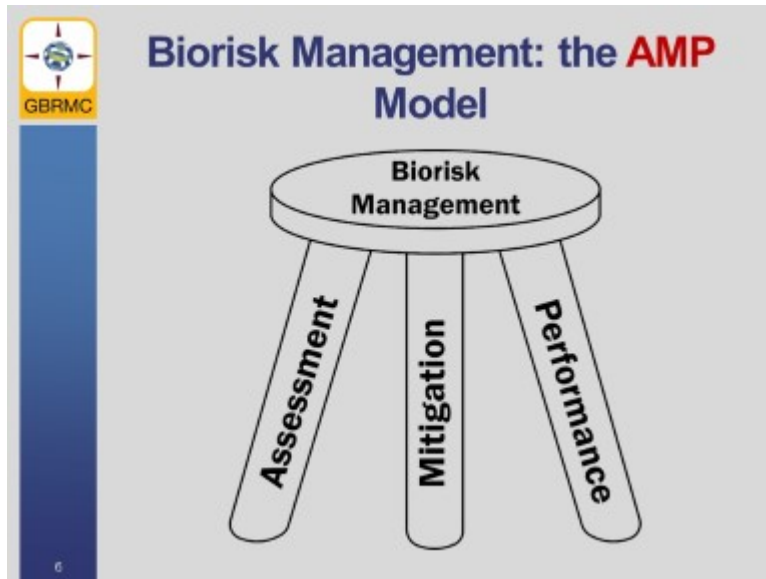 GBRMC
Biorisk Management: the AMP
Model
Biorisk
Management
Assessment
Mitigation
Performance
6